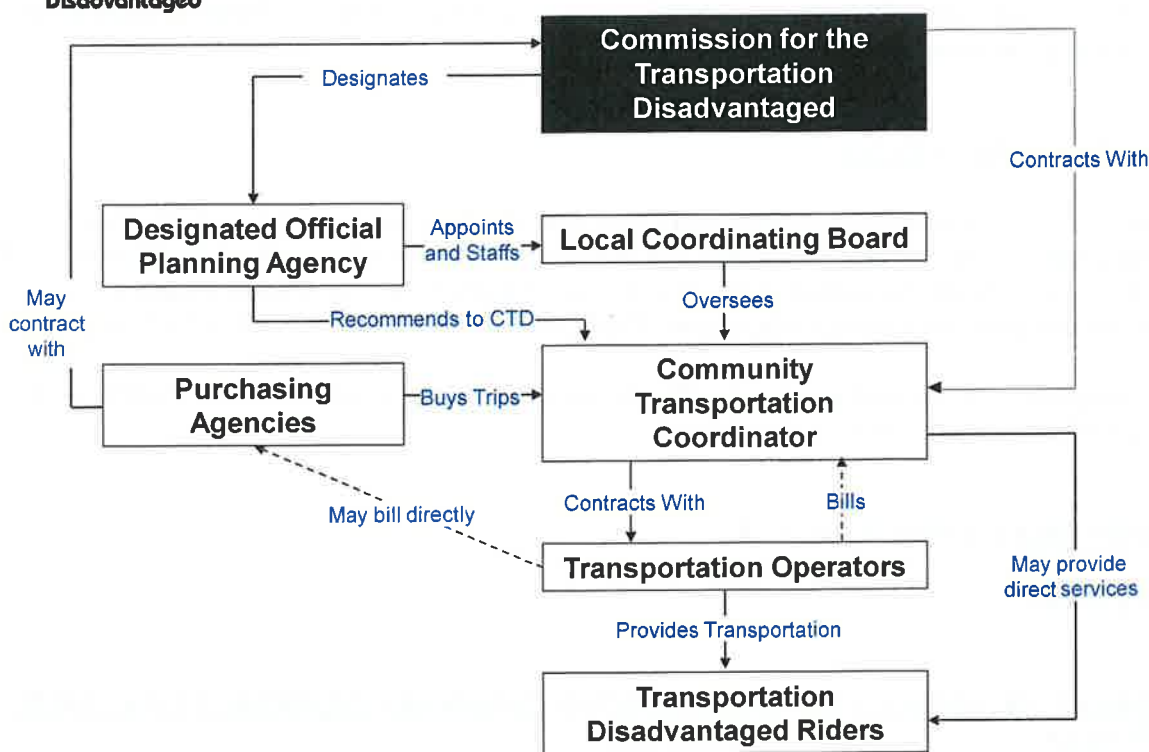 Disadvantaged
Commission for the
Transportation
Disadvantaged
Designates
Contracts With
Designated Official
Planning Agency
Appoints
and Staffs
Local Coordinating Board
May
contract
with
Oversees
Recommends to CTD
Purchasing
Agencies
Buys Trips
Community
Transportation
Coordinator
May bill directly
Contracts With
Bills
Transportation Operators
May provide
direct services
Provides Transportation
Transportation
Disadvantaged Riders